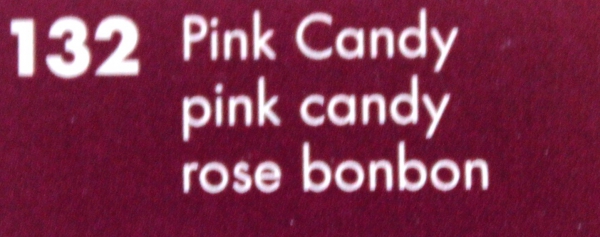 132 Pink Candy
pink candy
rose bonbon